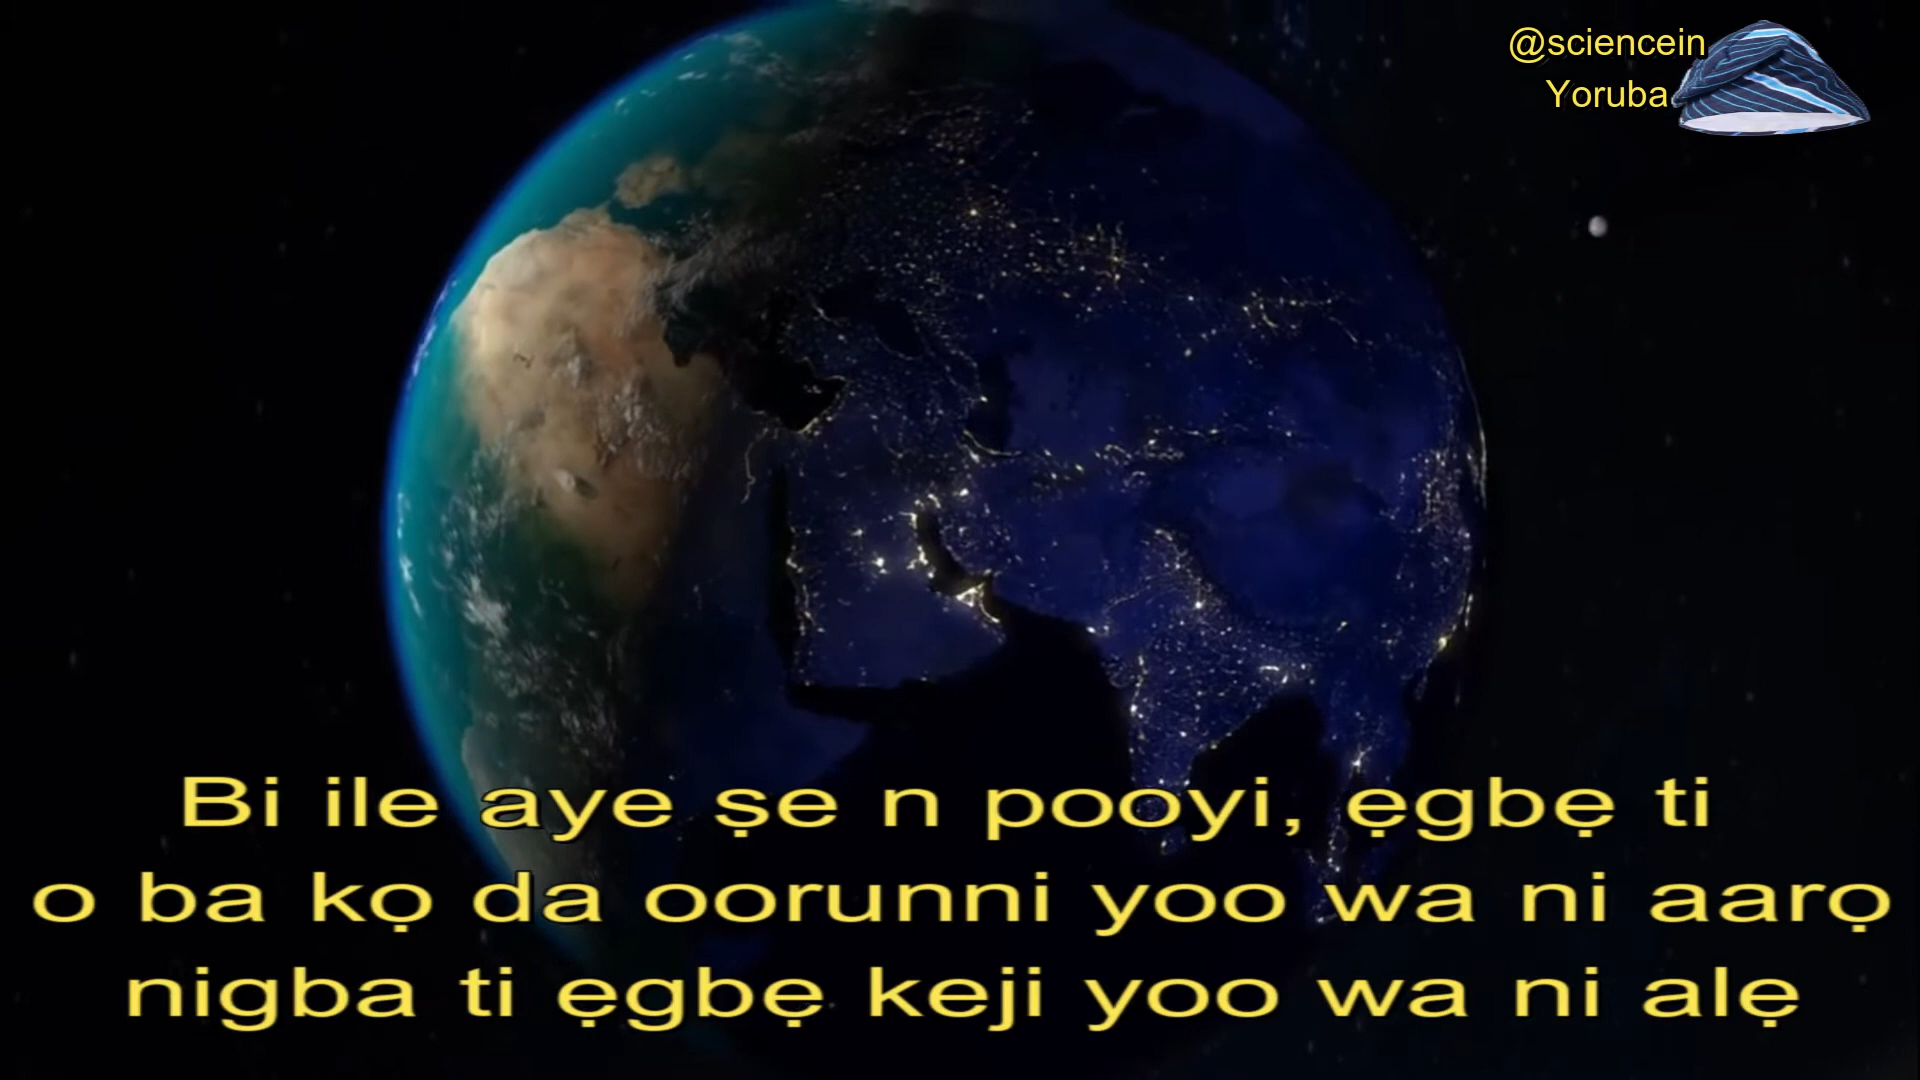 @sciencein
Yoruba
Bi ile aye ṣe n pooyi, ẹgbẹ ti
o ba kọ da oorunni yoo wa ni aarọ
nigba ti ẹgbẹ keji yoo wa ni alẹ